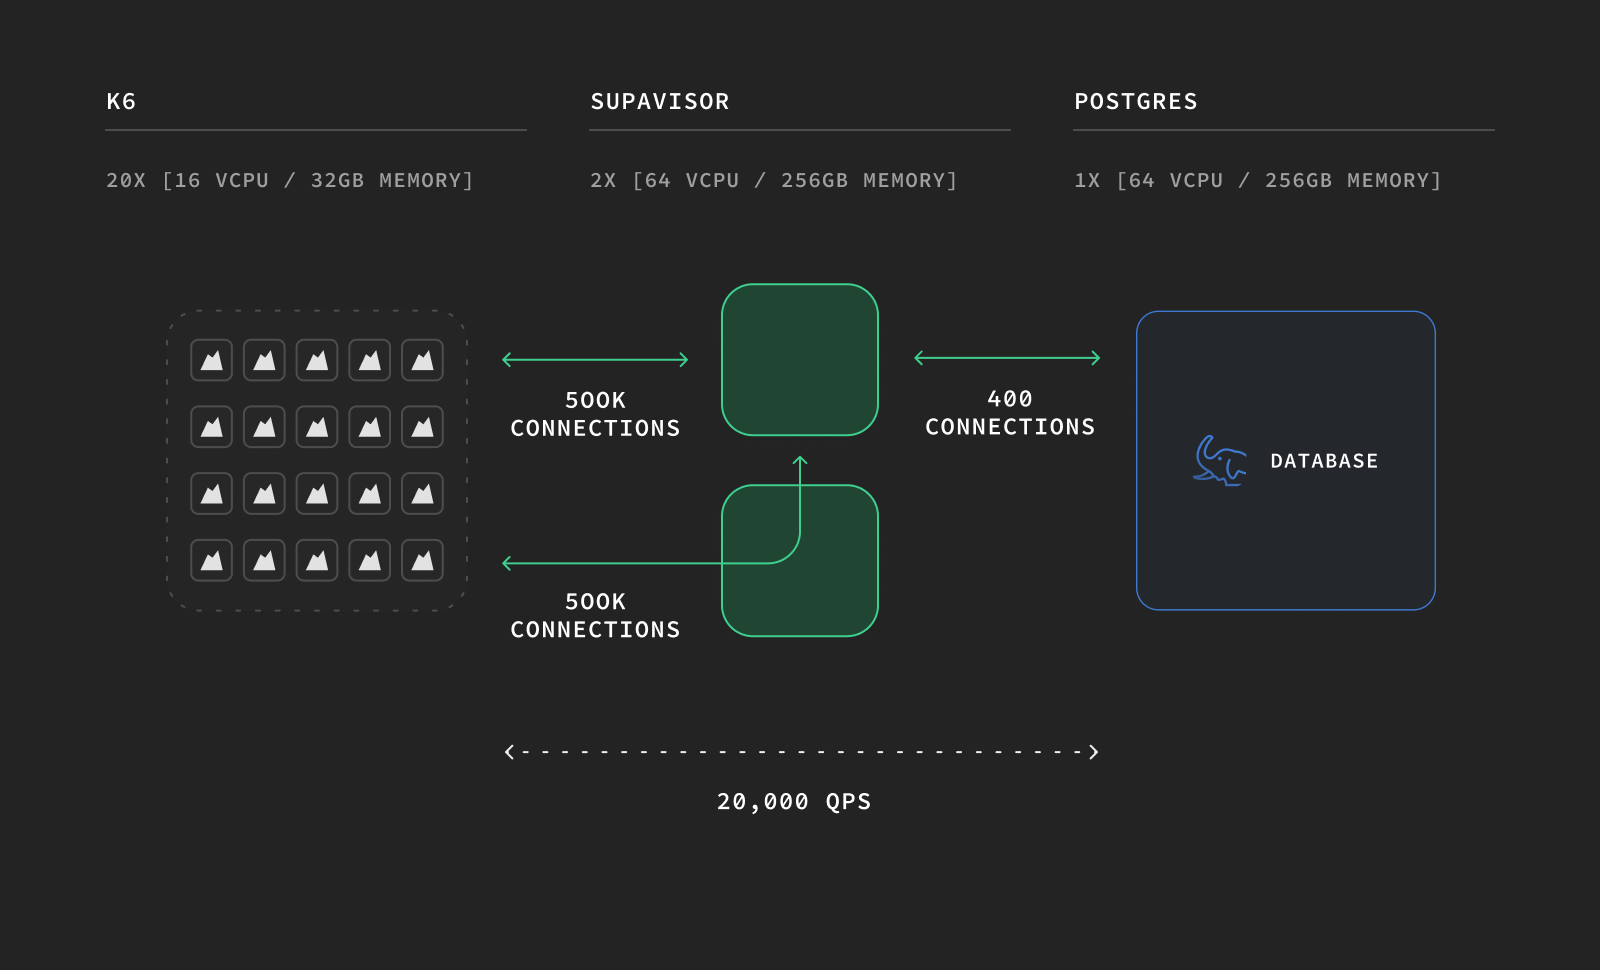 K6
SUPAVISOR
POSTGRES
20X [16 VCPU / 32GB MEMORY]
2X [64 VCPU / 256GB MEMORY]
1X [64 VCPU / 256GB MEMORY]
500K
CONNECTIONS
400
CONNECTIONS
DATABASE
500K
CONNECTIONS
20,000 QPS